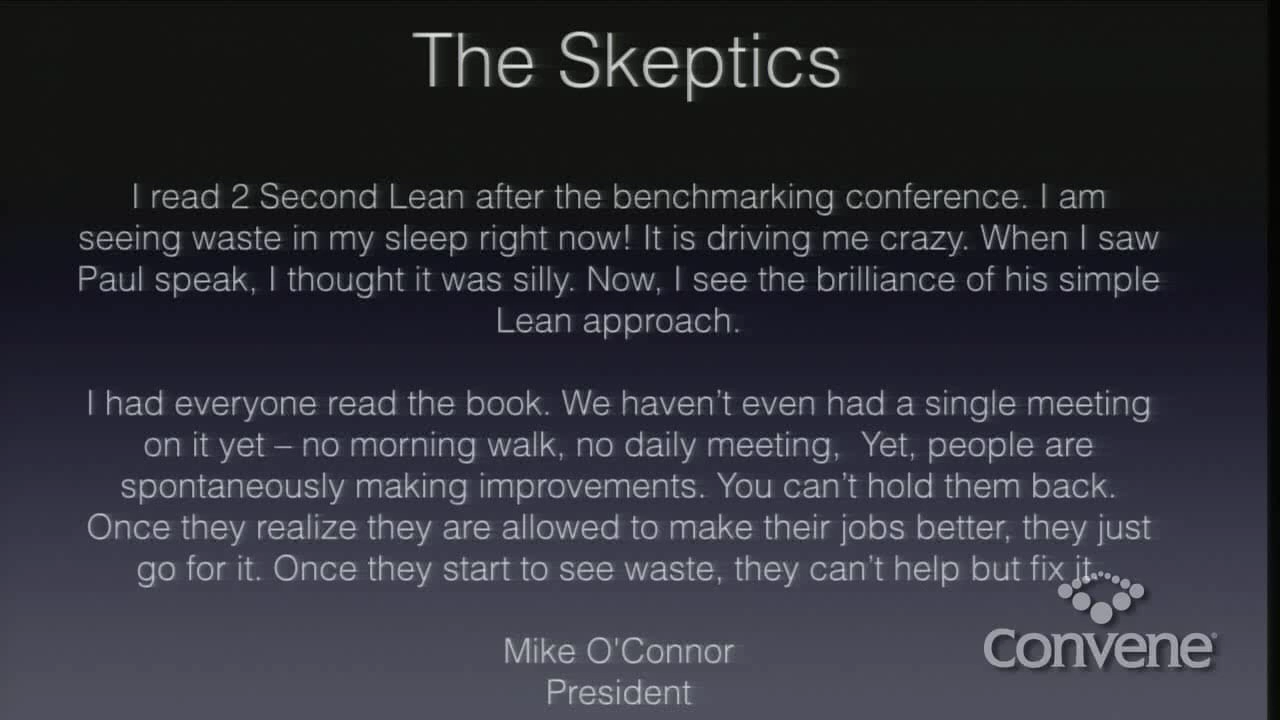 The Skeptics
I read 2 Second Lean after the benchmarking conference. I am
seeing waste in my sleep right now! It is driving me crazy. When I saw
Paul speak, I thought it was silly. Now, I see the brilliance of his simple
Lean approach.
I had everyone read the book. We haven’t even had a single meeting
on it yet – no morning walk, no daily meeting,  Yet, people are
spontaneously making improvements. You can’t hold them back.
Once they realize they are allowed to make their jobs better, they just
go for it. Once they start to see waste, they can’t help but fix it.
Mike O'Connor
President
Convene®